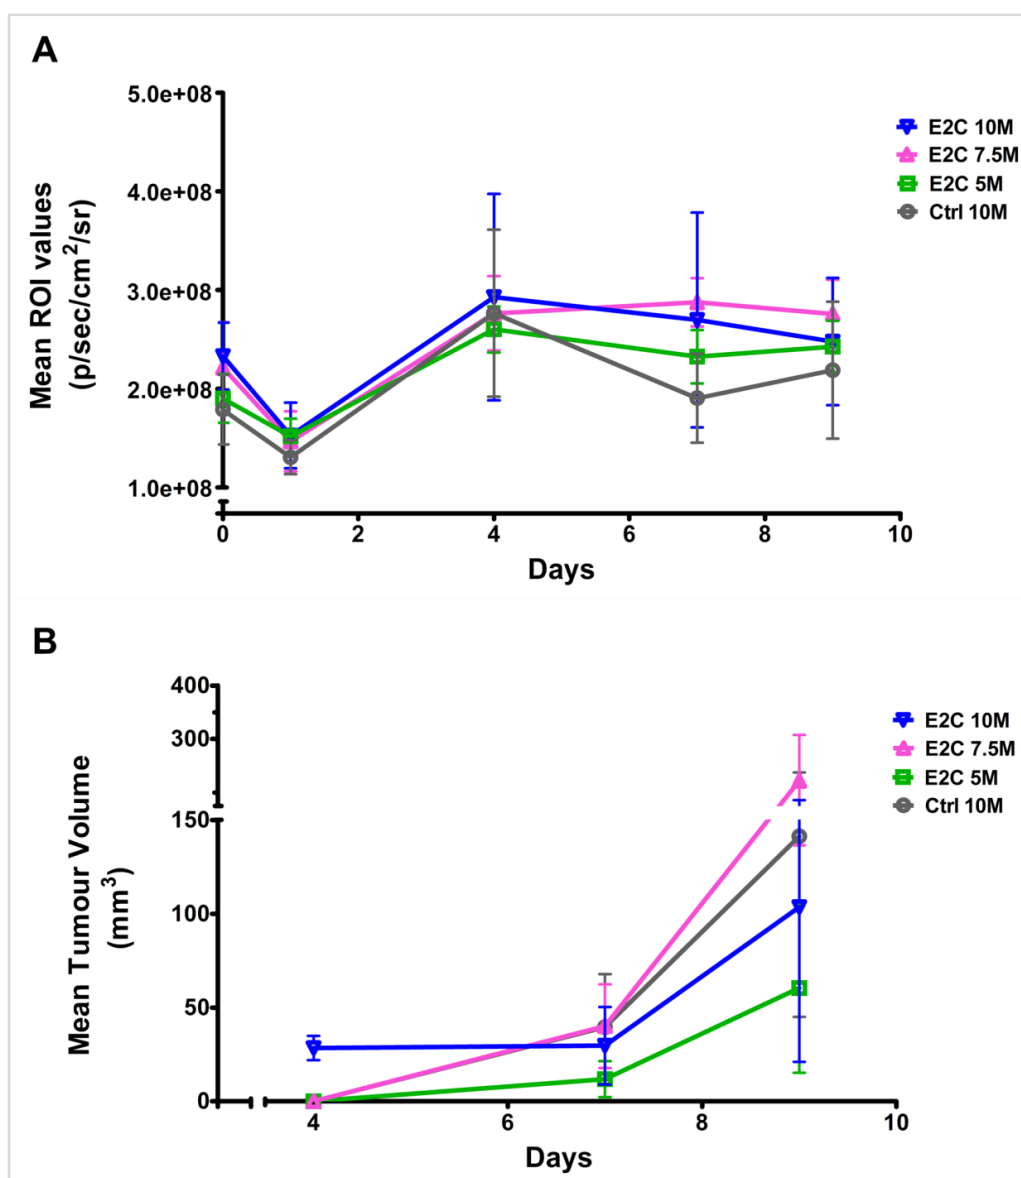 A
5.0e+08
4.0e+08
3.0e+08
2.0e+08
1.0e+08
Mean ROI values
(p/sec/cm²/sr)
E2C 10M
E2C 7.5M
E2C 5M
Ctrl 10M
0 2 4 6 8 10
Days
B
400
300
150
100
50
0
Mean Tumour Volume
(mm³)
E2C 10M
E2C 7.5M
E2C 5M
Ctrl 10M
4 6 8 10
Days